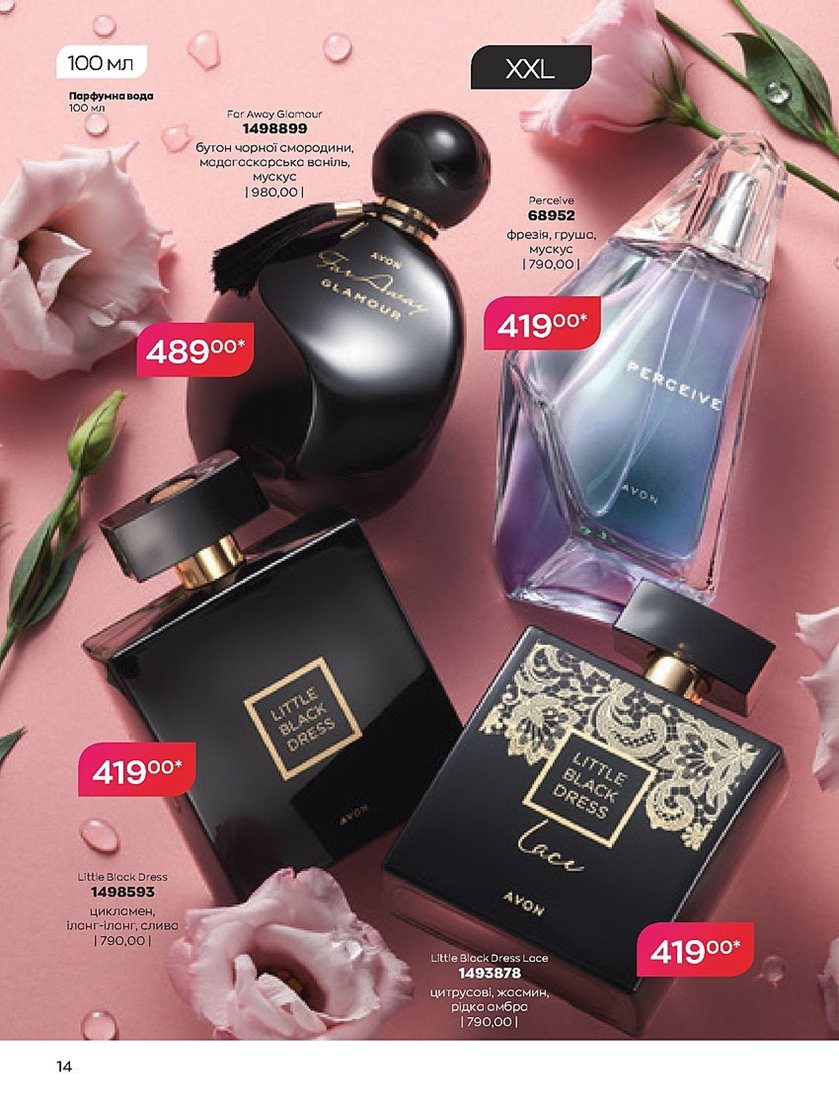 100 мл
XXL
Парфумна вода
100 мл
Far Away Glamour
1498899
бутон чорної смородини,
мадагаскарська ваніль,
мускус
| 980,00 |
Perceive
68952
фрезія, груша,
мускус
| 790,00 |
AVON
Far Away
GLAMOUR
489⁰⁰*
419⁰⁰*
PERCEIVE
AVON
LITTLE
BLACK
DRESS
AVON
419⁰⁰*
LITTLE
BLACK
DRESS
Lace
AVON
Little Black Dress
1498593
цикламен,
іланг-іланг, слива
| 790,00 |
419⁰⁰*
Little Black Dress Lace
1493878
цитрусові, жасмин,
рідка амбра
| 790,00 |
14